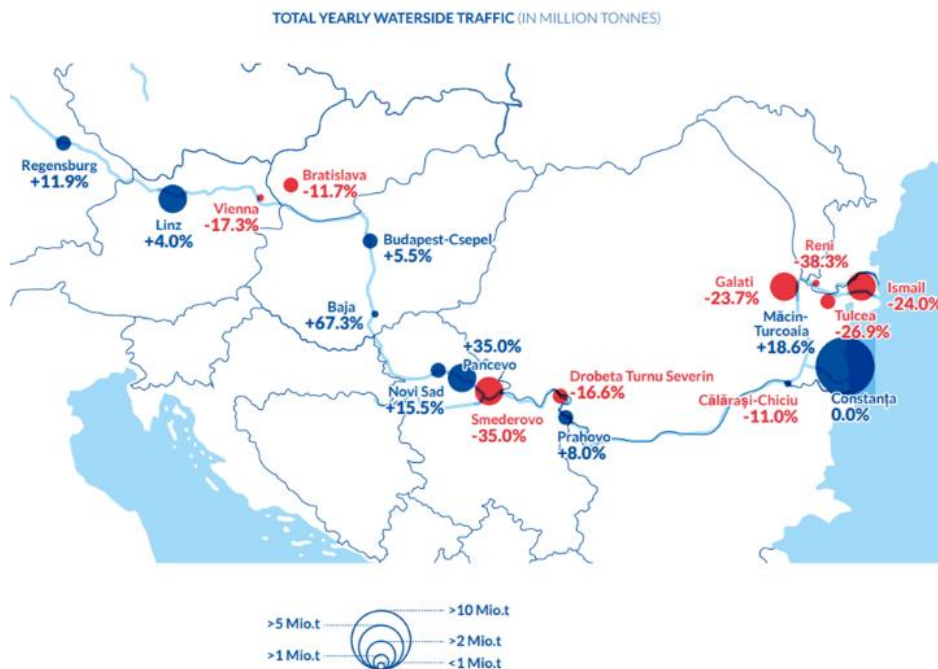 TOTAL YEARLY WATERSIDE TRAFFIC (IN MILLION TONNES)
Regensburg
+11.9%
Linz
+4.0%
Vienna
-17.3%
Bratislava
-11.7%
Budapest-Csepel
+5.5%
Baja
+67.3%
+35.0%
Pančevo
Novi Sad
+15.5%
Smederovo
-35.0%
Drobeta Turnu Severin
-16.6%
Prahovo
+8.0%
Călărași-Chiciu
-11.0%
Reni
-38.3%
Galati
-23.7%
Ismail
-24.0%
Tulcea
-26.9%
Măcin-
Turcoaia
+18.6%
Constanța
0.0%
>10 Mio.t
>5 Mio.t
>2 Mio.t
>1 Mio.t
<1 Mio.t